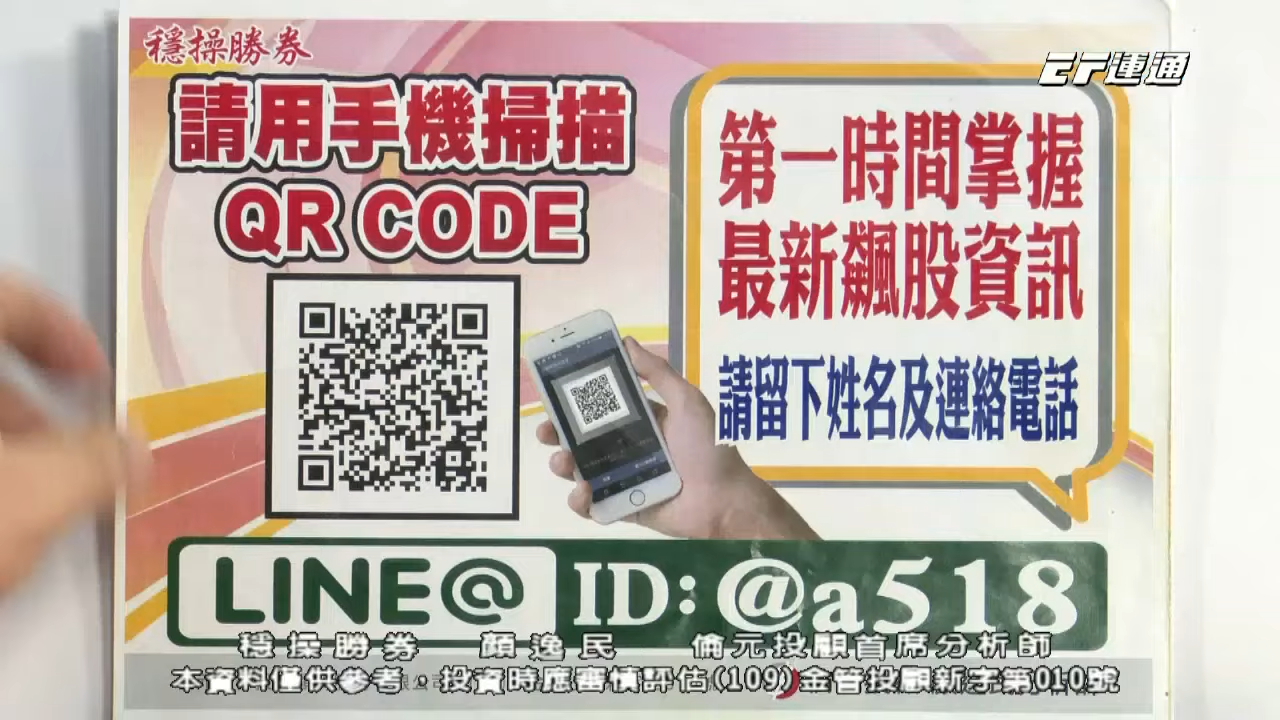 穩操勝券
EF運通
請用手機掃描
QR CODE
第一時間掌握
最新飆股資訊
請留下姓名及連絡電話
LINE@ ID:@a518
穩操勝券 顏逸民 倫元投顧首席分析師
本資料僅供參考。投資時應審慎評估(109)金管投顧新字第010號